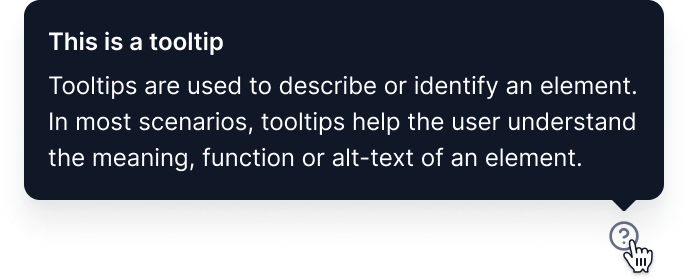 This is a tooltip
Tooltips are used to describe or identify an element.
In most scenarios, tooltips help the user understand
the meaning, function or alt-text of an element.
?